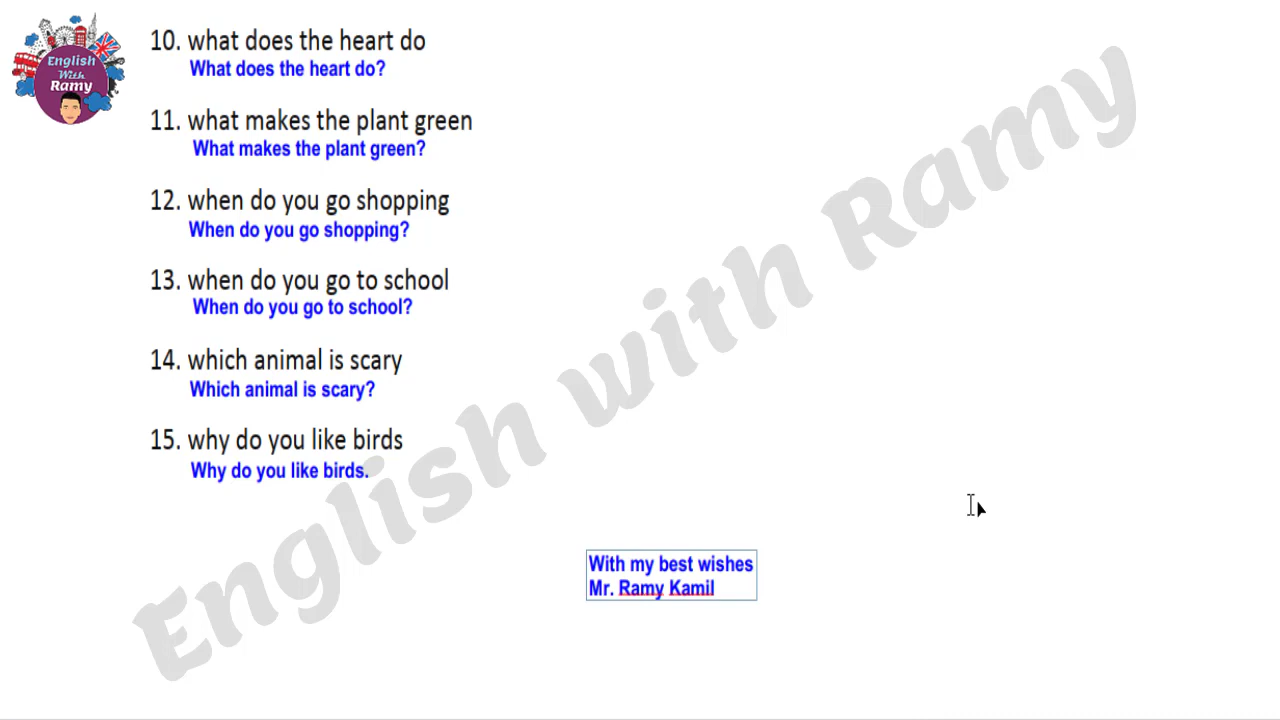 English
With
Ramy
10. what does the heart do
What does the heart do?
11. what makes the plant green
What makes the plant green?
12. when do you go shopping
When do you go shopping?
13. when do you go to school
When do you go to school?
14. which animal is scary
Which animal is scary?
15. why do you like birds
Why do you like birds.
With my best wishes
Mr. Ramy Kamil
English with Ramy